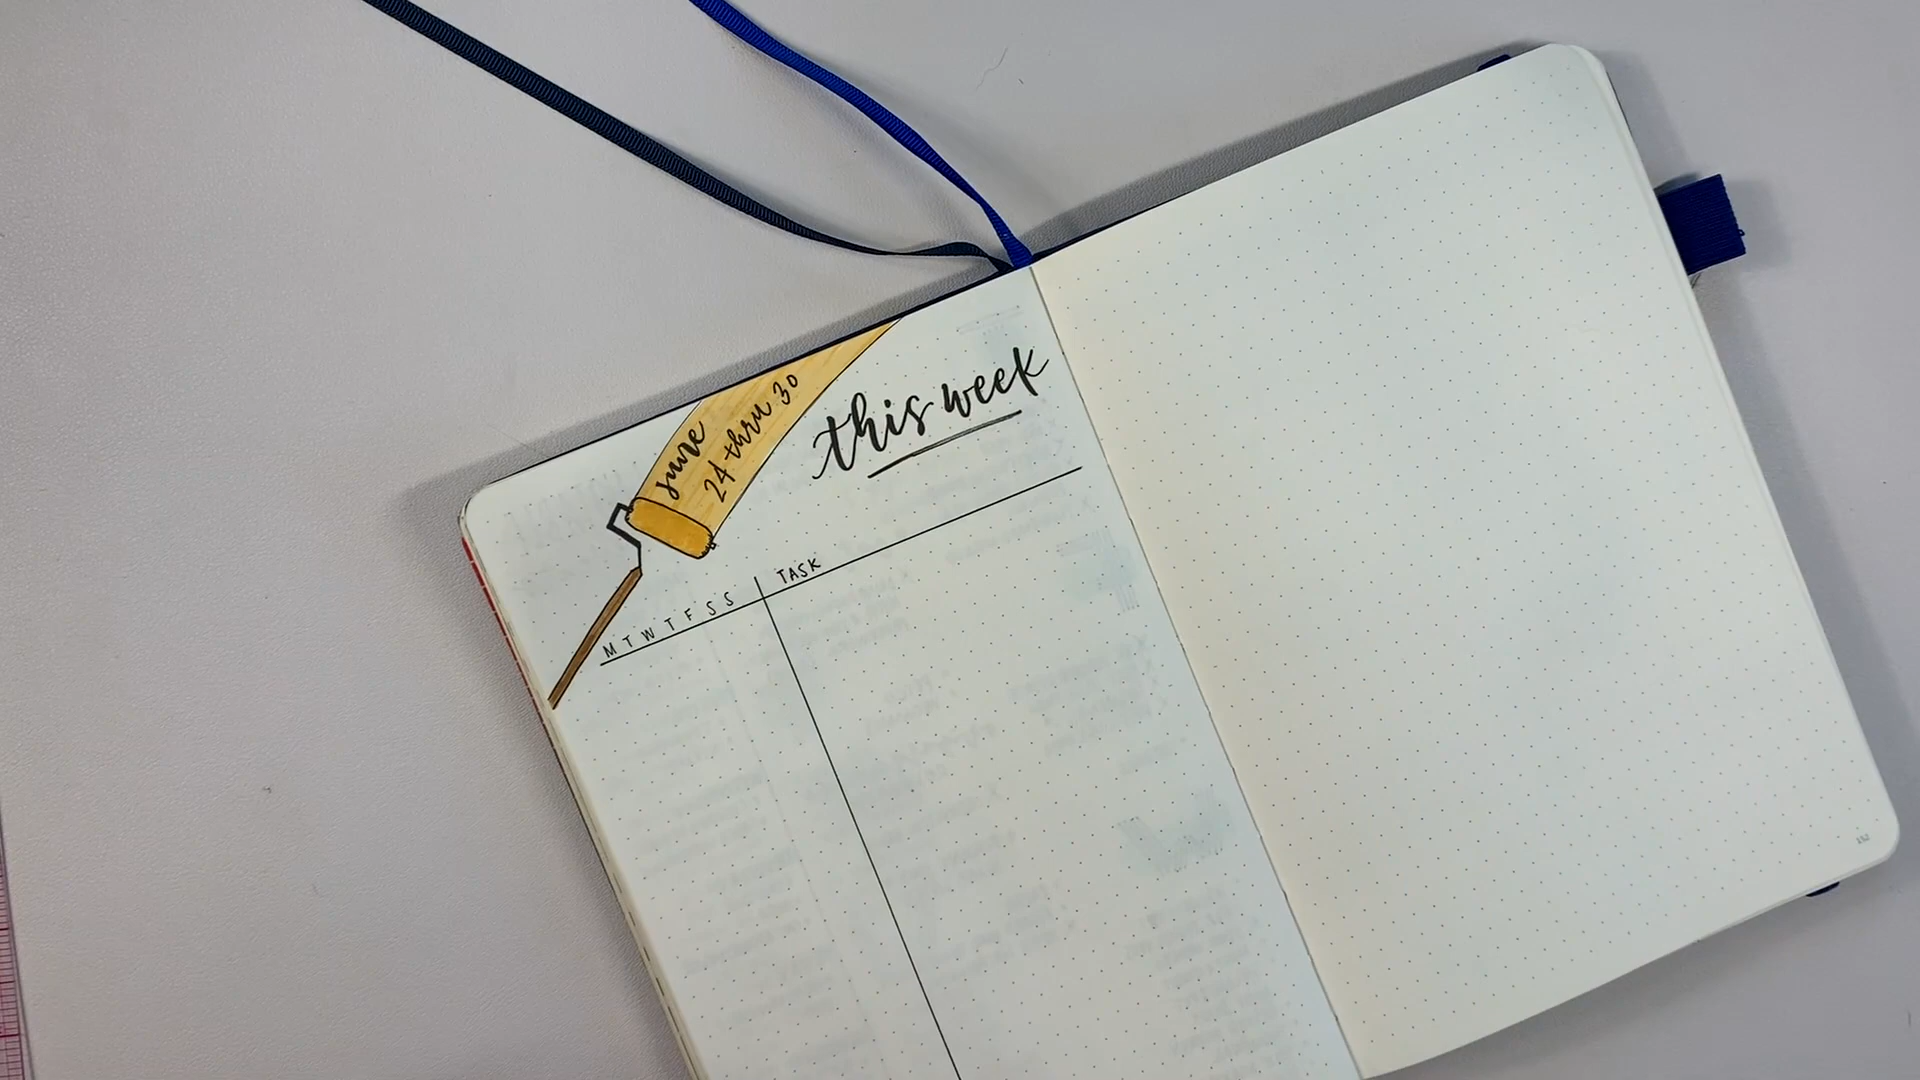 June
24 thru 30
this week
M T W T F S S
TASK